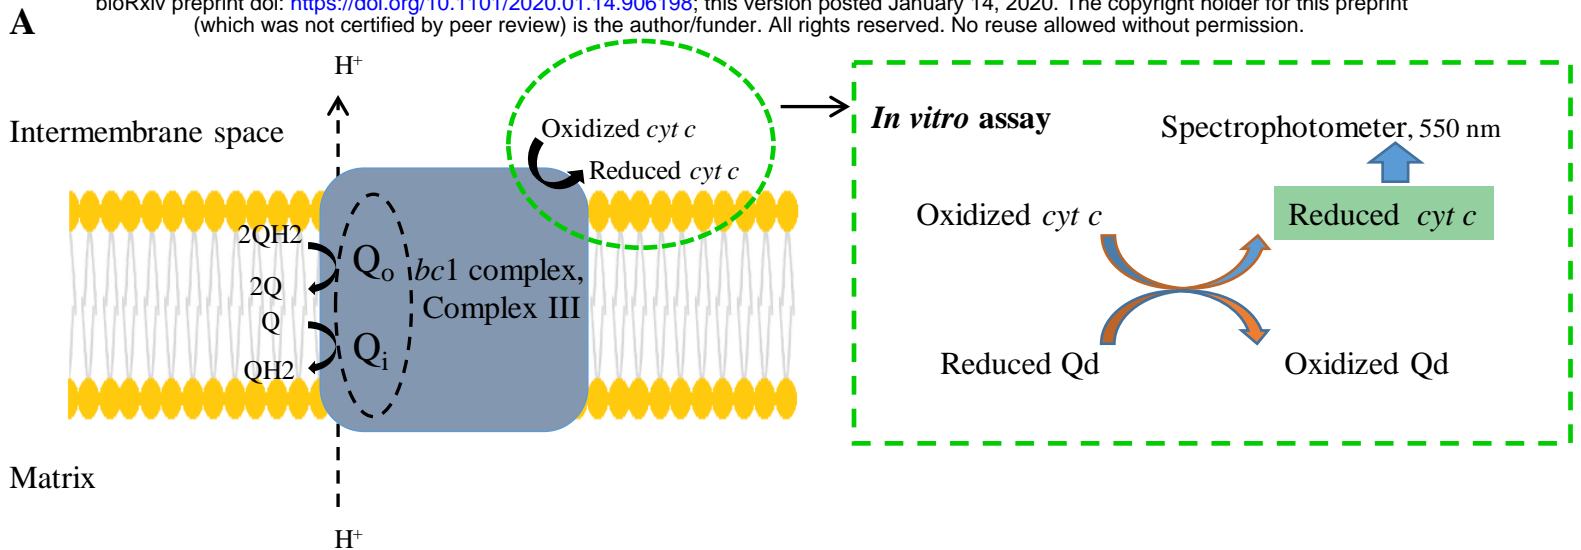 bioRxiv preprint doi: https://doi.org/10.1101/2020.01.14.906198; this version posted January 14, 2020. The copyright holder for this preprint
(which was not certified by peer review) is the author/funder. All rights reserved. No reuse allowed without permission.
A
H+
Intermembrane space
Oxidized cyt c
Reduced cyt c
2QH2
2Q
Q
QH2
Qo
Qi
bc1 complex,
Complex III
Matrix
H+
In vitro assay
Spectrophotometer, 550 nm
Oxidized cyt c
Reduced cyt c
Reduced Qd
Oxidized Qd